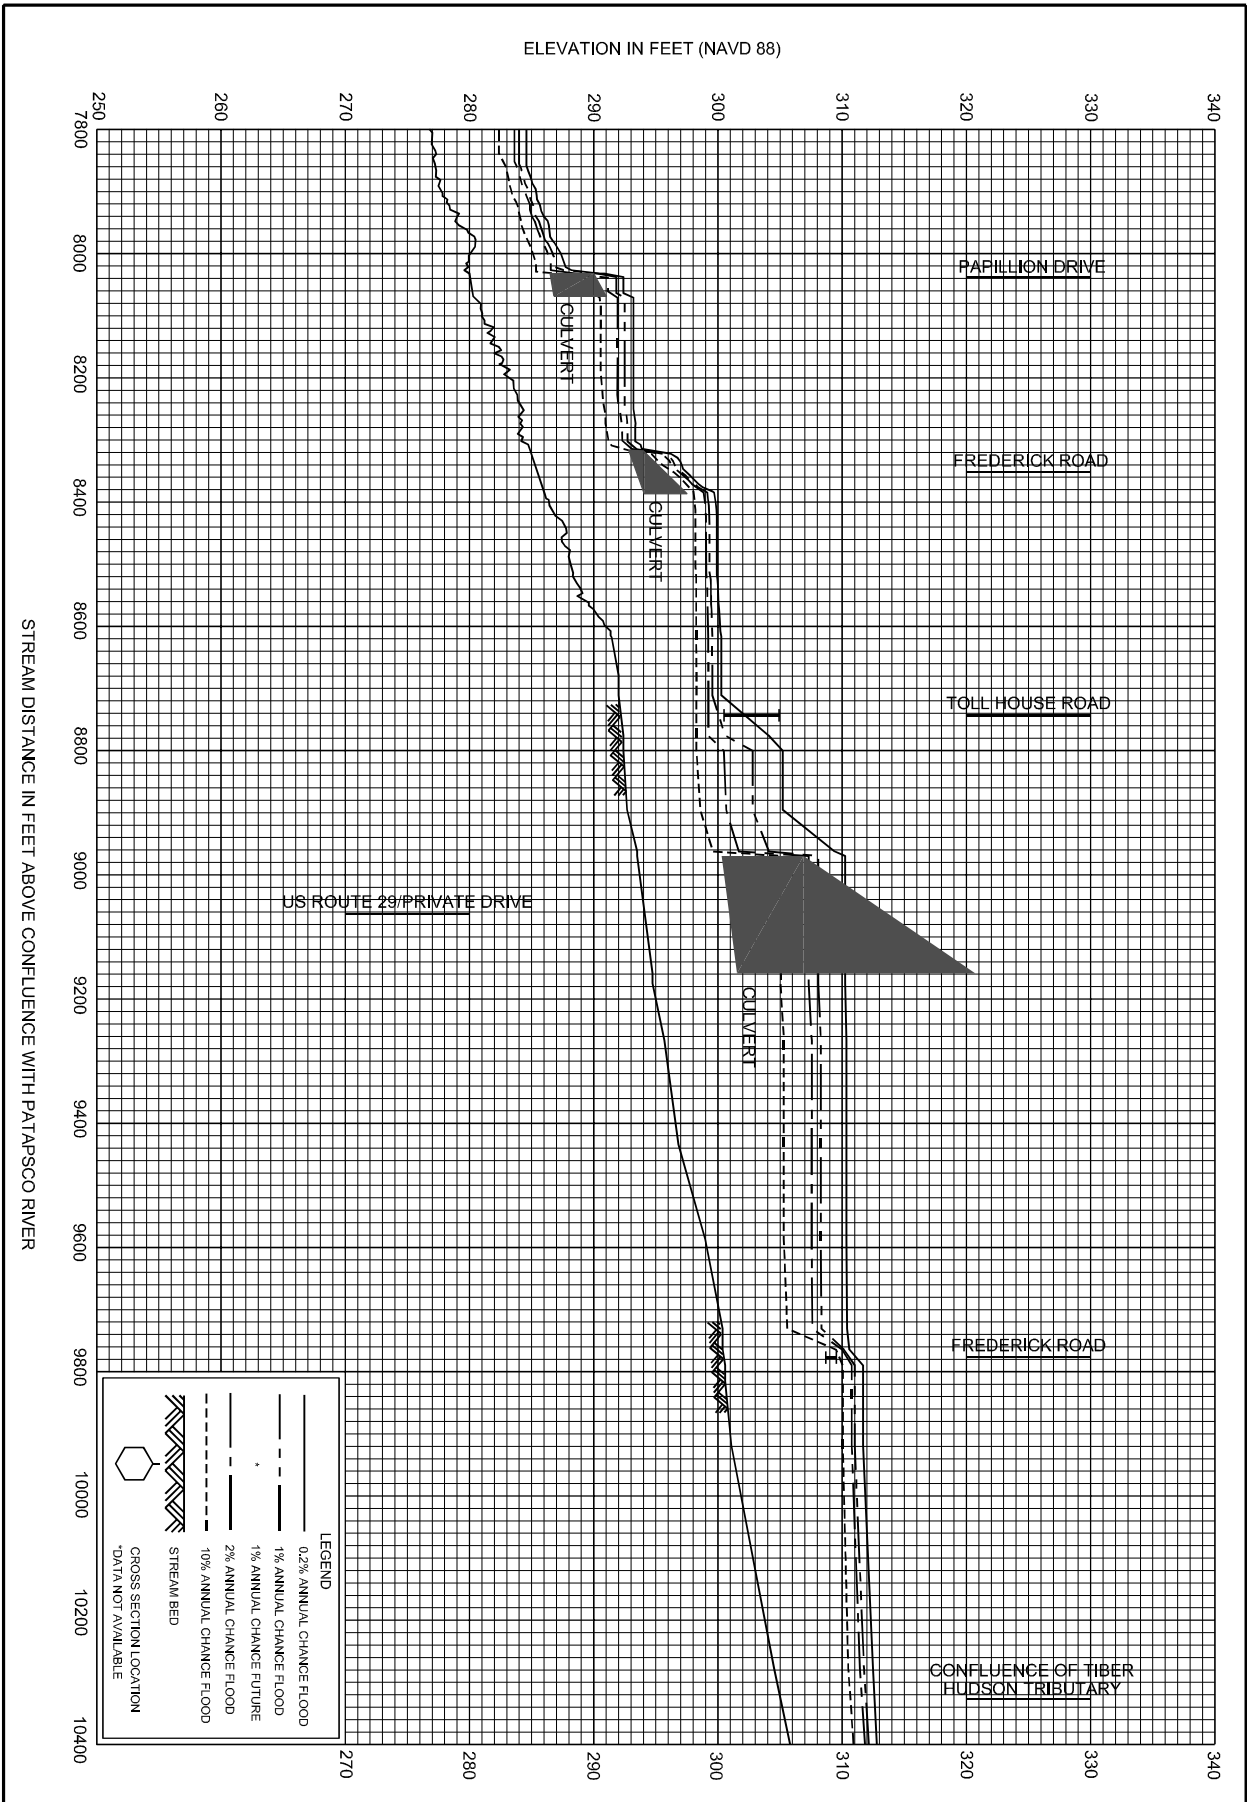 ELEVATION IN FEET (NAVD 88)
340
330
320
310
300
290
280
270
260
250
340
330
320
310
300
290
280
270
7800
8000
8200
8400
8600
8800
9000
9200
9400
9600
9800
10000
10200
10400
STREAM DISTANCE IN FEET ABOVE CONFLUENCE WITH PATAPSCO RIVER
PAPILLION DRIVE
FREDERICK ROAD
TOLL HOUSE ROAD
US ROUTE 29/PRIVATE DRIVE
FREDERICK ROAD
CONFLUENCE OF TIBER
HUDSON TRIBUTARY
CULVERT
CULVERT
CULVERT
LEGEND
0.2% ANNUAL CHANCE FLOOD
1% ANNUAL CHANCE FLOOD
* 1% ANNUAL CHANCE FUTURE
2% ANNUAL CHANCE FLOOD
10% ANNUAL CHANCE FLOOD
STREAM BED
CROSS SECTION LOCATION
*DATA NOT AVAILABLE